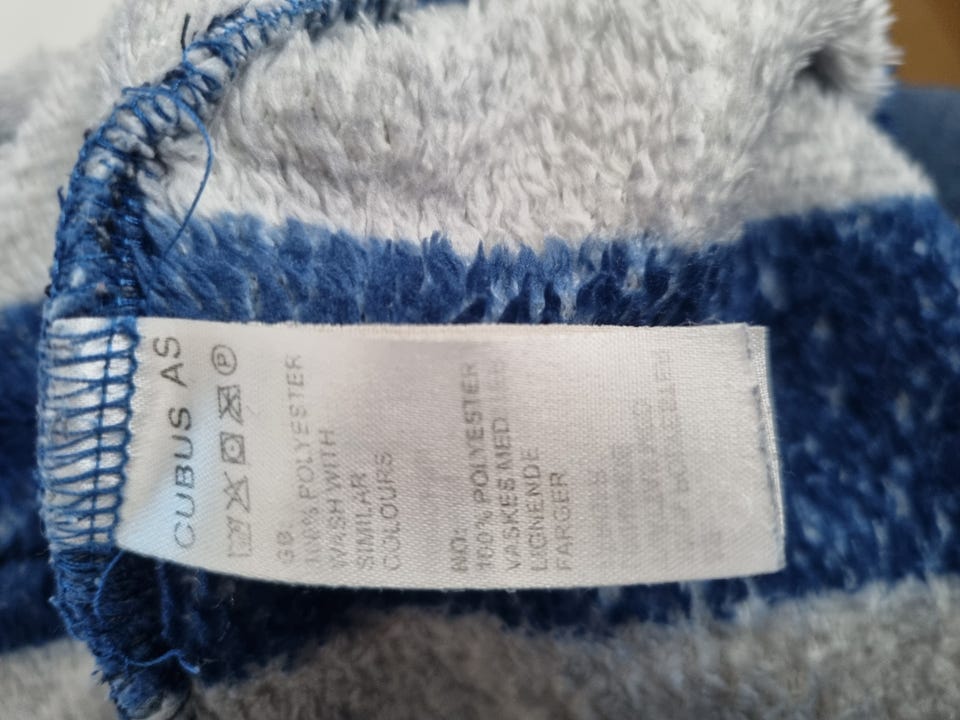 CUBUS AS
P
GB
100% POLYESTER
WASH WITH
SIMILAR
COLOURS
NO:
100% POLYESTER
VASKES MED
LIGNENDE
FARGER